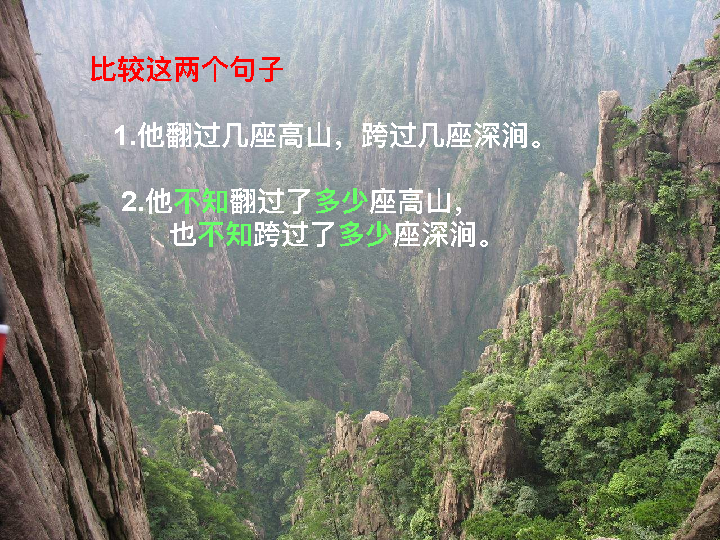 比较这两个句子
1.他翻过几座高山，跨过几座深涧。
2.他不知翻过了多少座高山，
也不知跨过了多少座深涧。